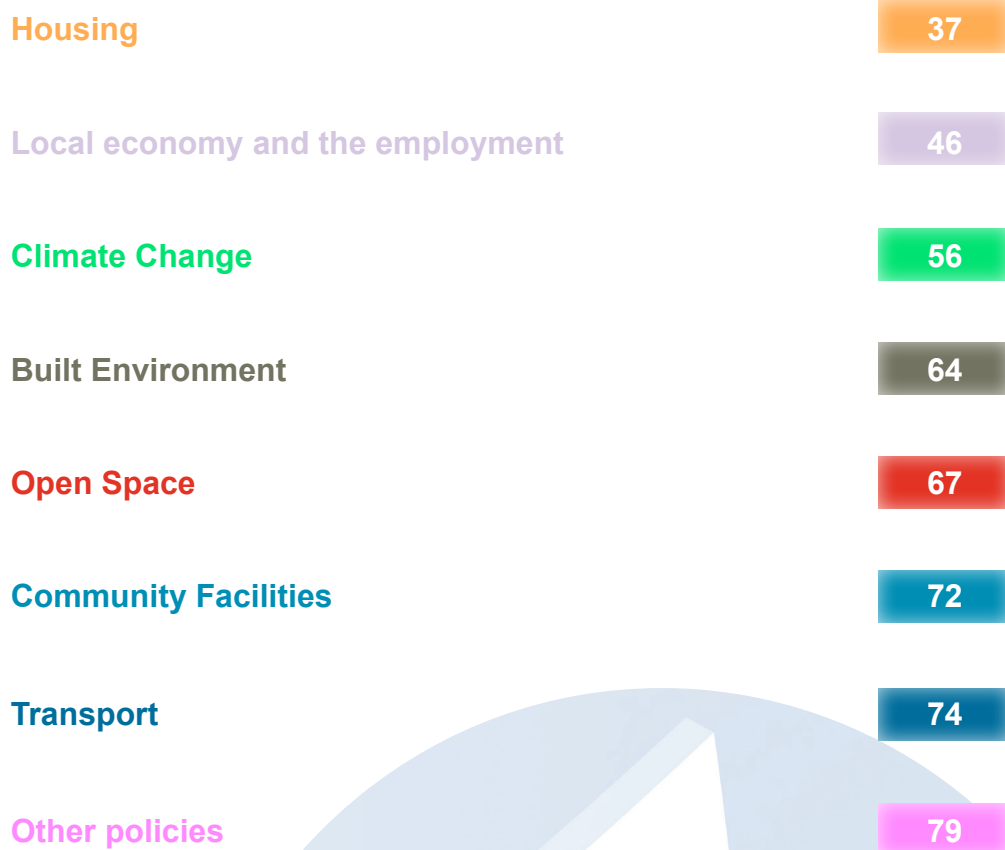 Housing 37
Local economy and the employment 46
Climate Change 56
Built Environment 64
Open Space 67
Community Facilities 72
Transport 74
Other policies 79